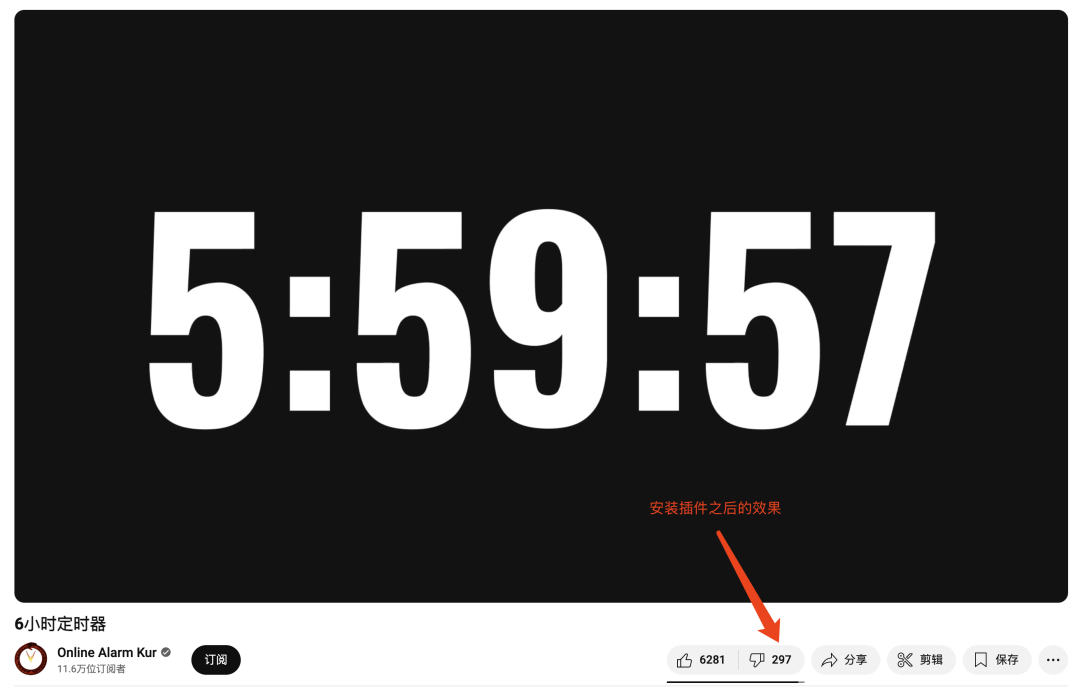 5:59:57
安装插件之后的效果
6小时定时器
Online Alarm Kur
订阅
11.6万位订阅者
6281
297
分享
剪辑
保存